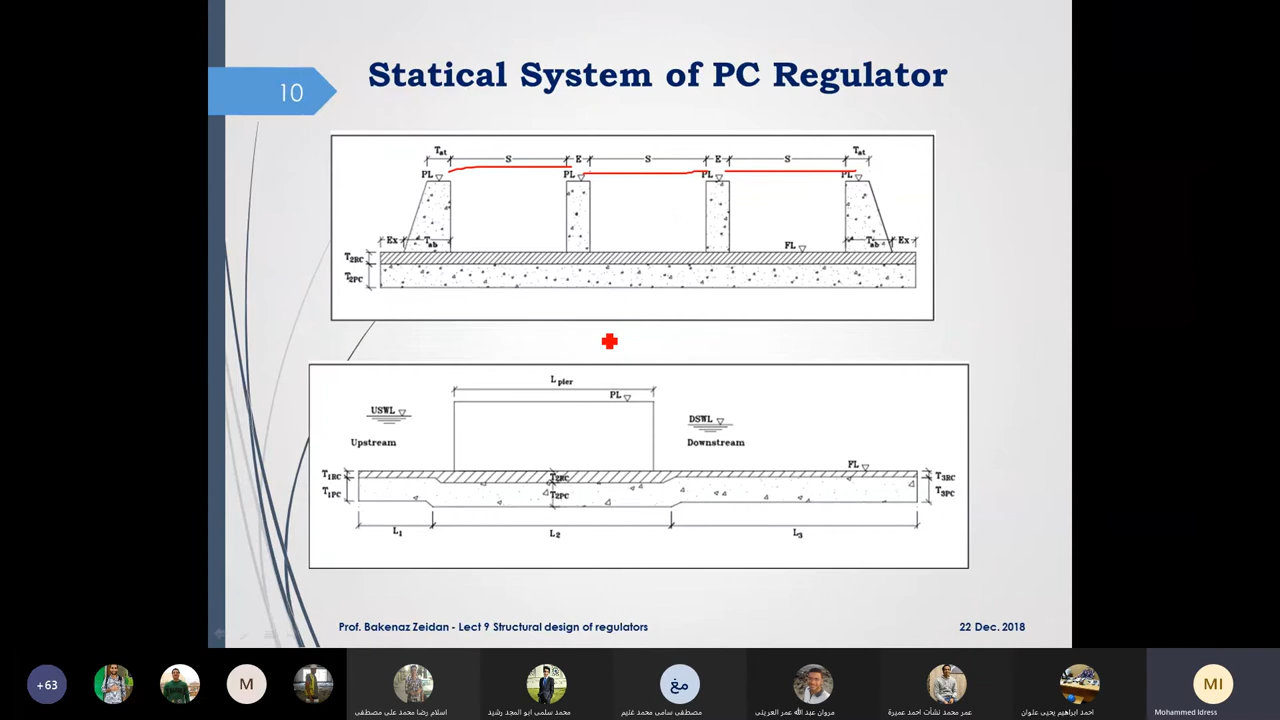 10
Statical System of PC Regulator
Tat S E S E S Tat
PL PL PL PL
Ex Tab FL Tab Ex
T2RC
T2PC
Lpier
PL
USWL
DSWL
Upstream
Downstream
FL
T1RC T2RC T3RC
T1PC T2PC T3PC
L1 L2 L3
Prof. Bakenaz Zeidan - Lect 9 Structural design of regulators
22 Dec. 2018
+63
M
مغ
MI
اسلام رضا محمد على مصطفى
محمد سلمى ابو المجد رشيد
مصطفى سامى محمد غنيم
مروان عبد الله عمر العرينى
عمر محمد نشأت احمد عميرة
احمد ابراهيم يحيى علوان
Mohammed Idress